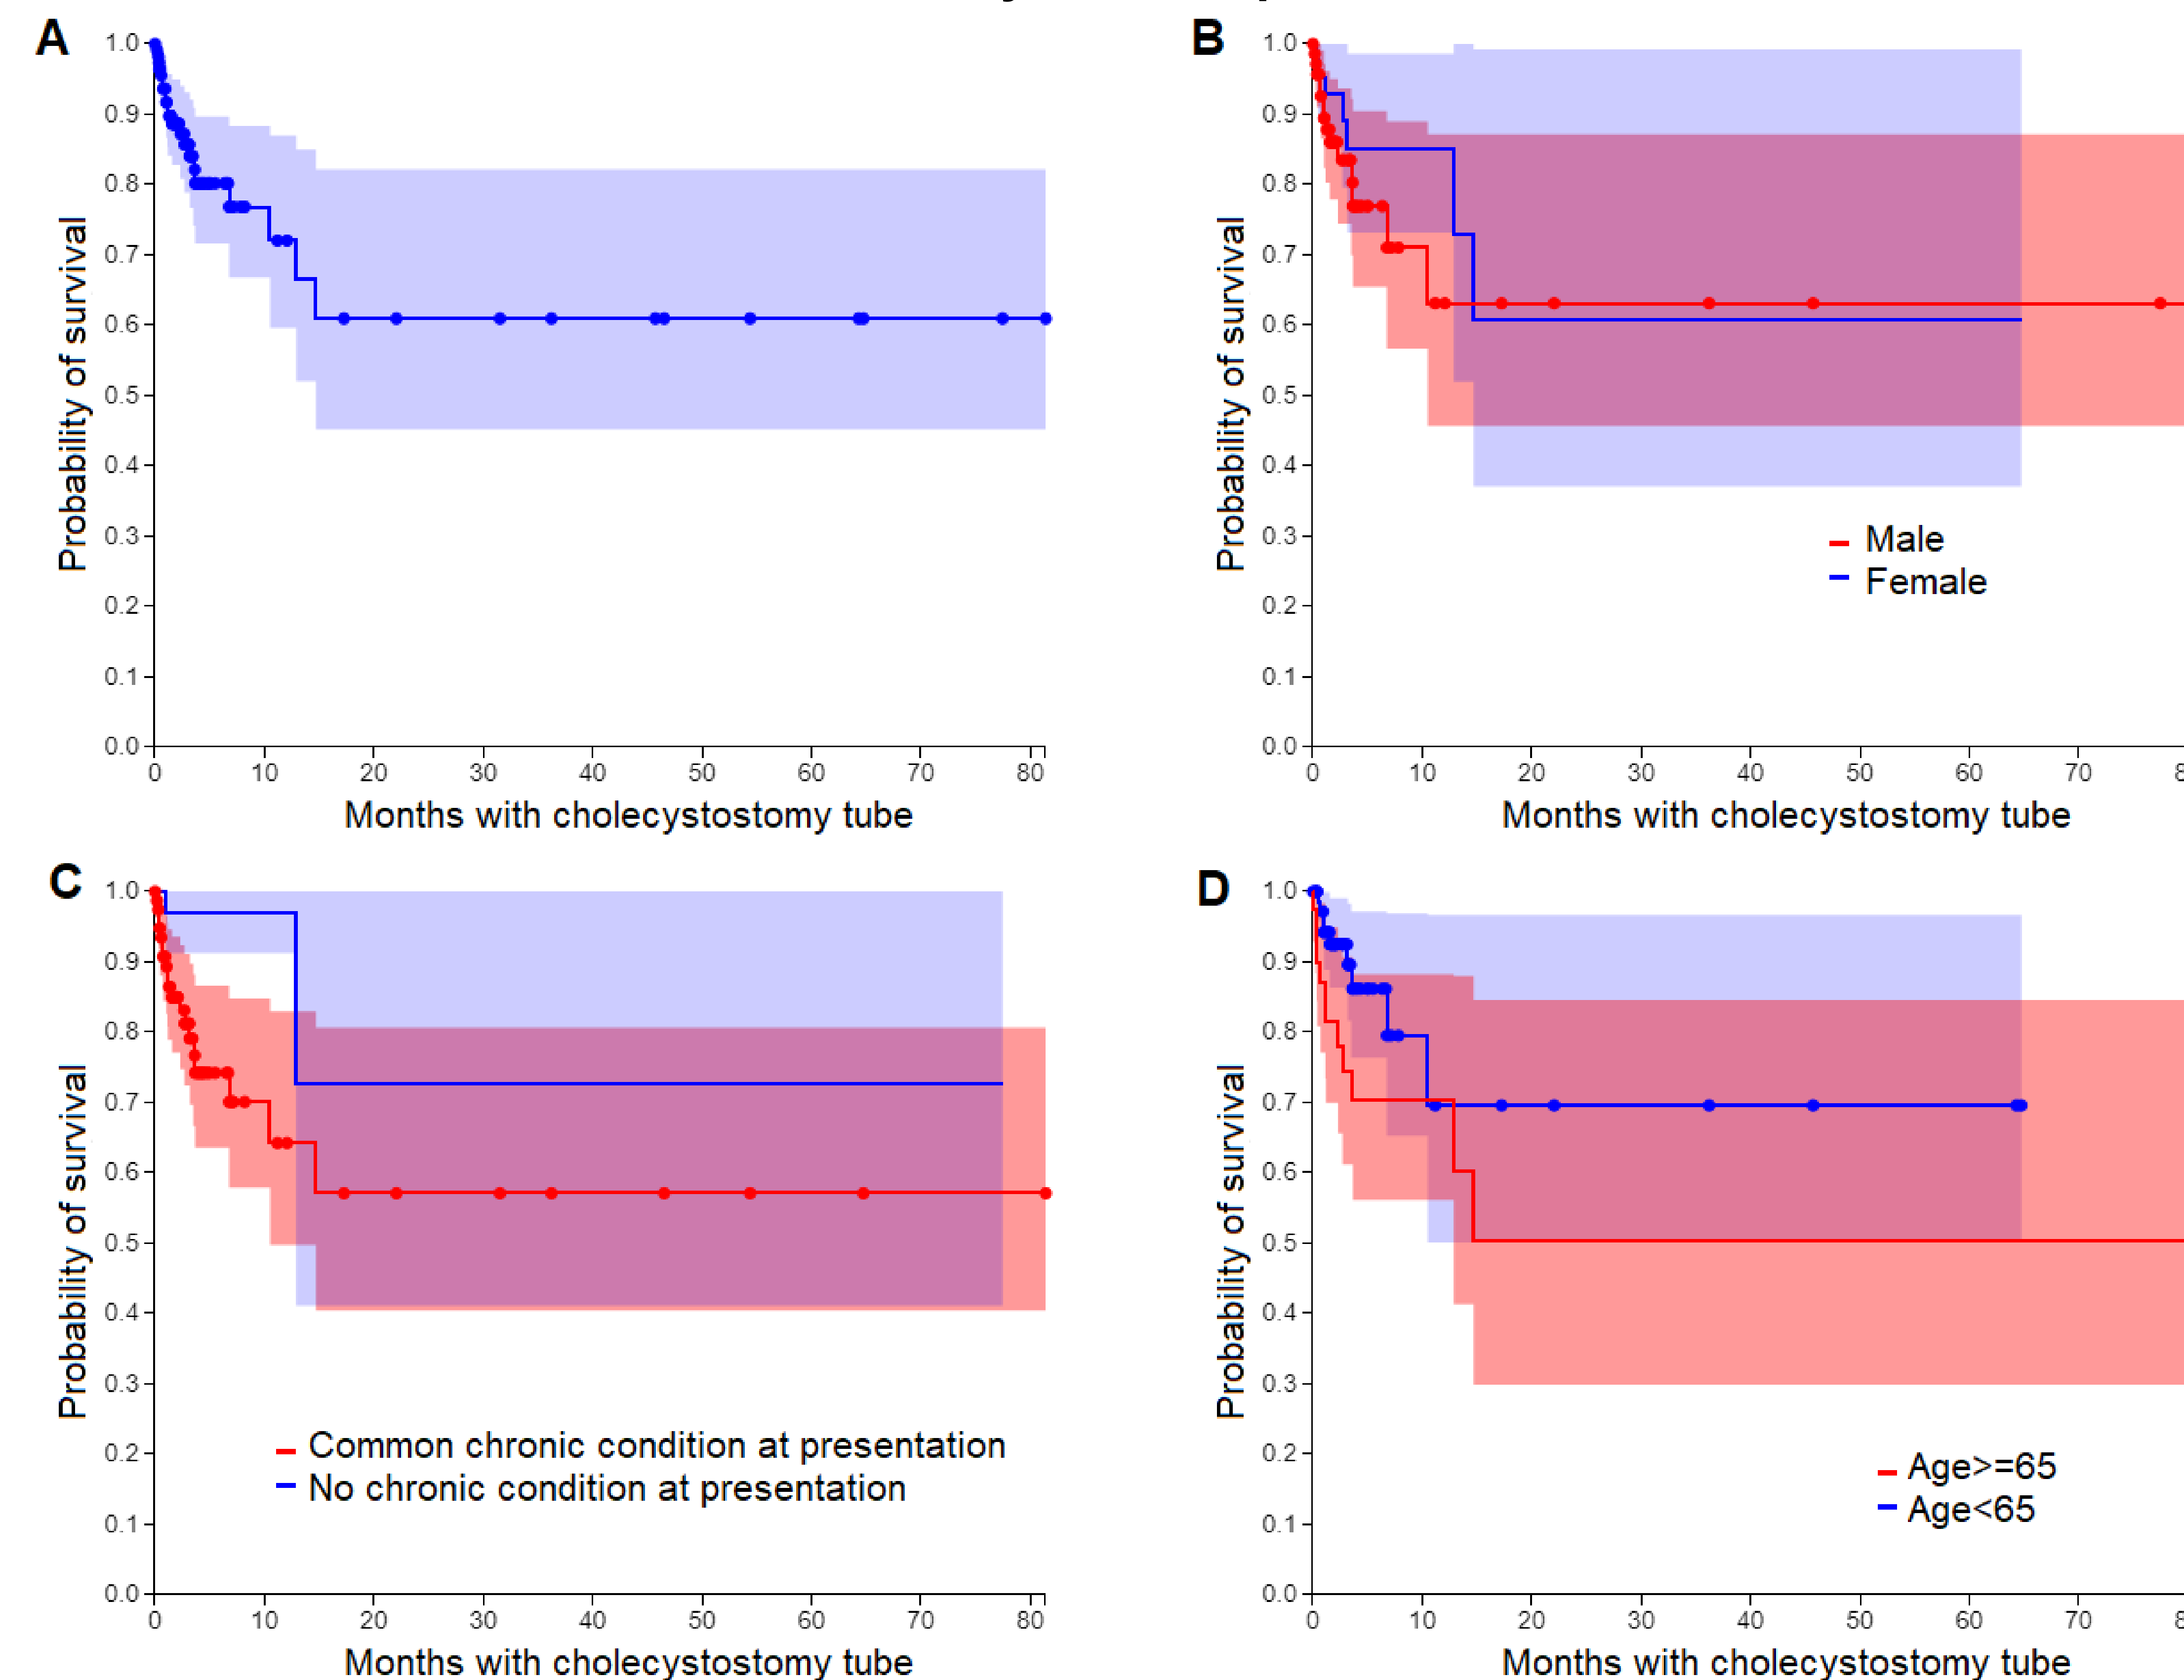 A
1.0
0.9
0.8
0.7
0.6
0.5
0.4
0.3
0.2
0.1
0.0
Probability of survival
0 10 20 30 40 50 60 70 80
Months with cholecystostomy tube
B
1.0
0.9
0.8
0.7
0.6
0.5
0.4
0.3
0.2
0.1
0.0
Probability of survival
Male
Female
0 10 20 30 40 50 60 70
Months with cholecystostomy tube
C
1.0
0.9
0.8
0.7
0.6
0.5
0.4
0.3
0.2
0.1
0.0
Probability of survival
Common chronic condition at presentation
No chronic condition at presentation
0 10 20 30 40 50 60 70 80
Months with cholecystostomy tube
D
1.0
0.9
0.8
0.7
0.6
0.5
0.4
0.3
0.2
0.1
0.0
Probability of survival
Age>=65
Age<65
0 10 20 30 40 50 60 70
Months with cholecystostomy tube